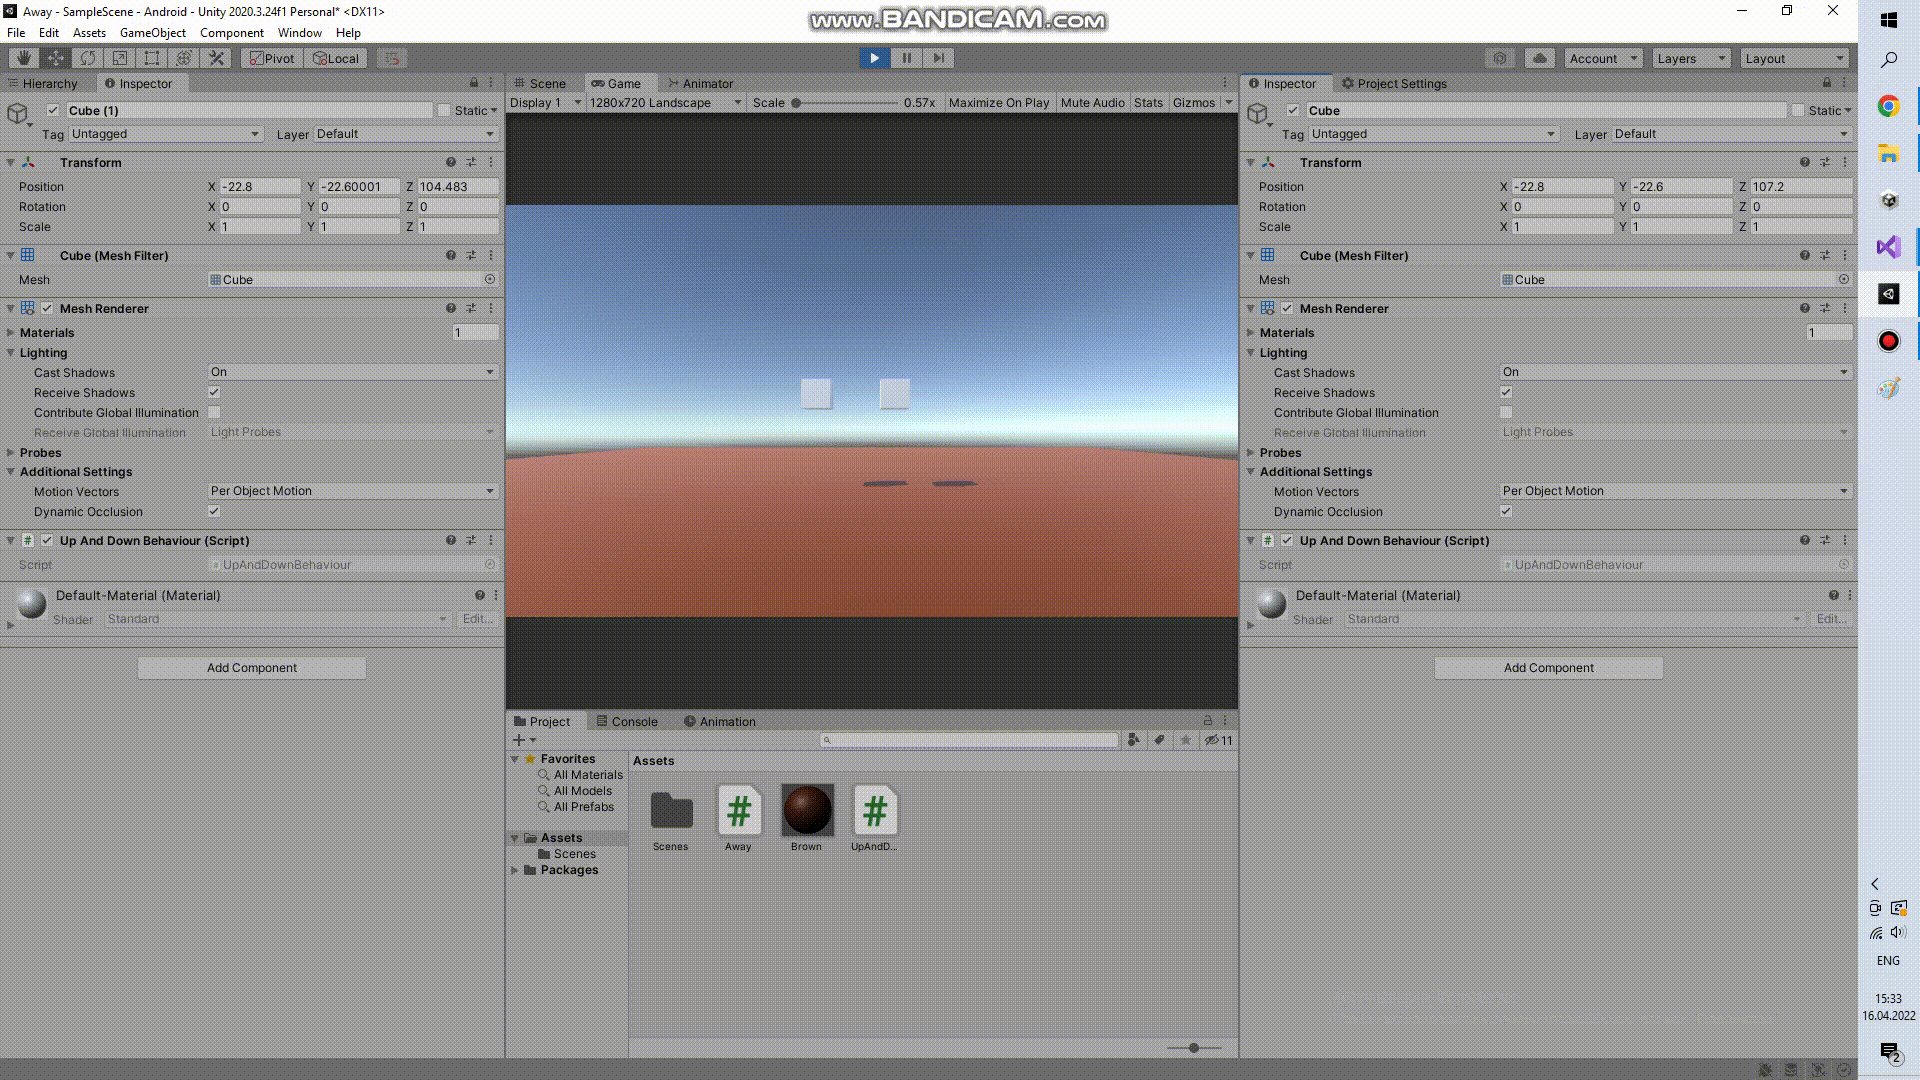 Away - SampleScene - Android - Unity 2020.3.24f1 Personal* <DX11>
www.BANDICAM.com
File Edit Assets GameObject Component Window Help
Pivot Local
Account Layers Layout
Hierarchy Inspector
Cube (1)
Static
Tag Untagged Layer Default
Transform
Position X -22.8 Y -22.60001 Z 104.483
Rotation X 0 Y 0 Z 0
Scale X 1 Y 1 Z 1
Cube (Mesh Filter)
Mesh Cube
Mesh Renderer
Materials 1
Lighting
Cast Shadows On
Receive Shadows
Contribute Global Illumination
Receive Global Illumination Light Probes
Probes
Additional Settings
Motion Vectors Per Object Motion
Dynamic Occlusion
# Up And Down Behaviour (Script)
Script UpAndDownBehaviour
Default-Material (Material)
Shader Standard Edit...
Add Component
Scene Game Animator
Display 1 1280x720 Landscape Scale 0.57x Maximize On Play Mute Audio Stats Gizmos
Project Console Animation
11
Favorites
All Materials
All Models
All Prefabs
Assets
Scenes
Packages
Assets
# #
Scenes Away Brown UpAndD...
Inspector Project Settings
Cube
Static
Tag Untagged Layer Default
Transform
Position X -22.8 Y -22.6 Z 107.2
Rotation X 0 Y 0 Z 0
Scale X 1 Y 1 Z 1
Cube (Mesh Filter)
Mesh Cube
Mesh Renderer
Materials 1
Lighting
Cast Shadows On
Receive Shadows
Contribute Global Illumination
Receive Global Illumination Light Probes
Probes
Additional Settings
Motion Vectors Per Object Motion
Dynamic Occlusion
# Up And Down Behaviour (Script)
Script UpAndDownBehaviour
Default-Material (Material)
Shader Standard Edit...
Add Component
ENG
15:33
16.04.2022
2